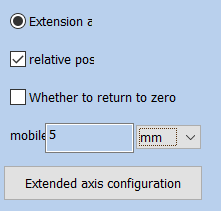 Extension a
relative pos
Whether to return to zero
mobile 5 mm
Extended axis configuration